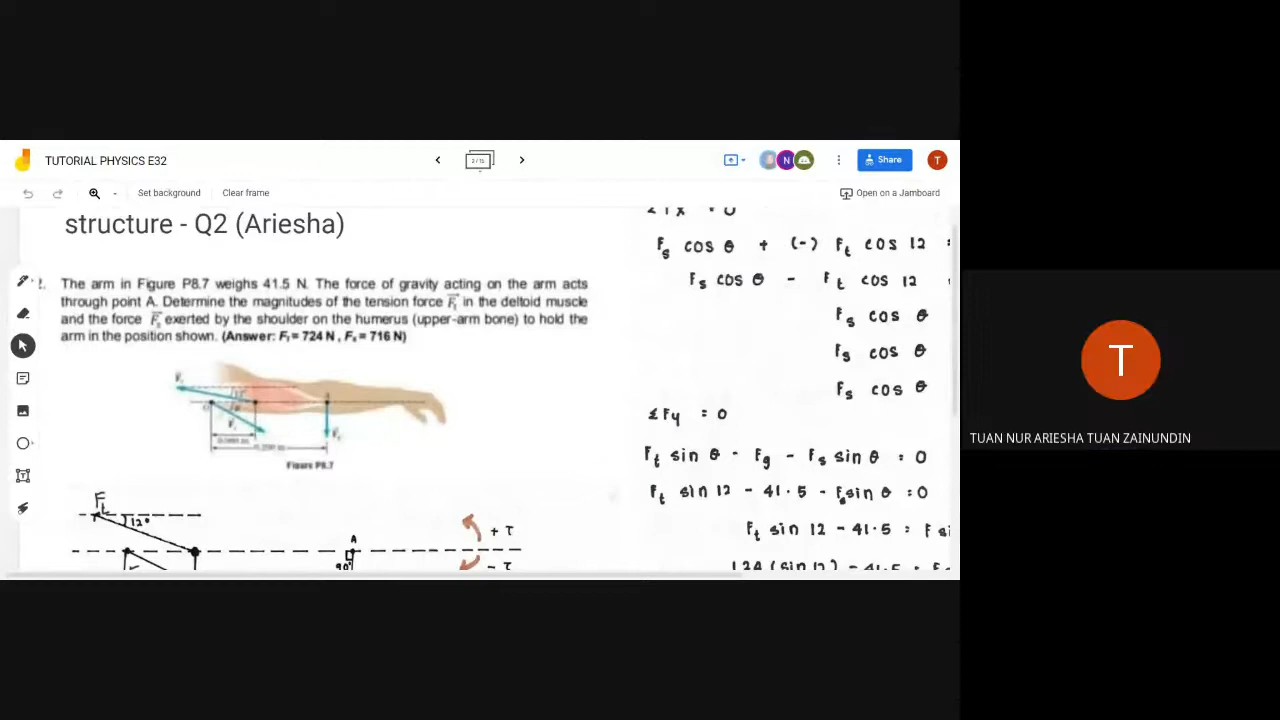 TUTORIAL PHYSICS E32
2 / 15
N
Share
T
Set background
Clear frame
Open on a Jamboard
structure - Q2 (Ariesha)
The arm in Figure P8.7 weighs 41.5 N. The force of gravity acting on the arm acts
through point A. Determine the magnitudes of the tension force F⃗t in the deltoid muscle
and the force F⃗s exerted by the shoulder on the humerus (upper-arm bone) to hold the
arm in the position shown. (Answer: FT = 724 N , Fs = 716 N)
Figure P8.7
Ft
12°
A
90°
+ τ
- τ
Fs cos θ + (-) Ft cos 12 =
Fs cos θ - Ft cos 12
Fs cos θ
Fs cos θ
Fs cos θ
ΣFy = 0
Ft sin θ - Fg - Fs sin θ = 0
Ft sin 12 - 41.5 - Fs sin θ = 0
Ft sin 12 - 41.5 = F si
T
TUAN NUR ARIESHA TUAN ZAINUNDIN